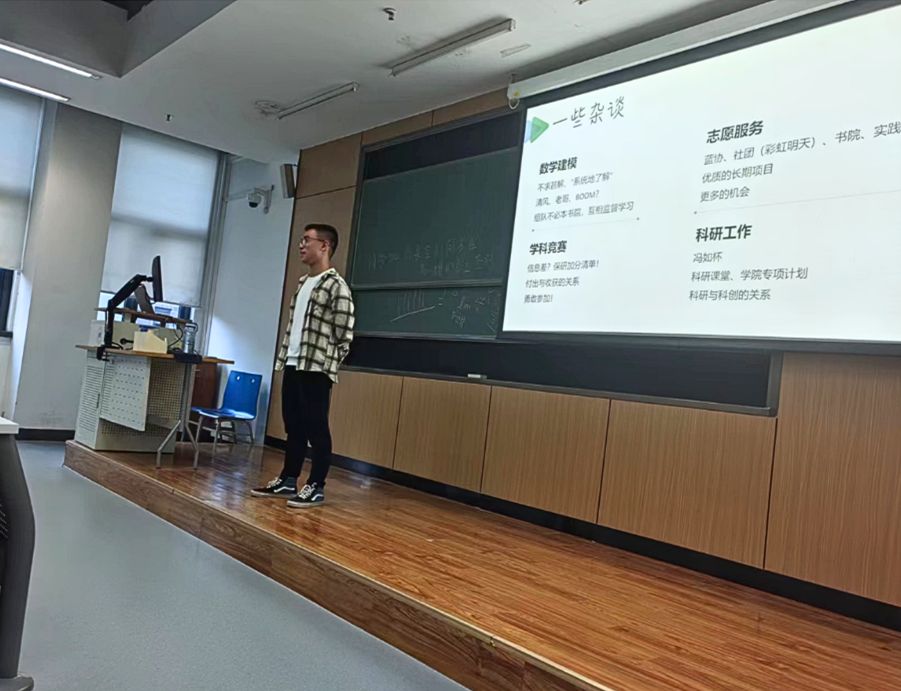 一些杂谈
数学建模
不求甚解、"系统地了解"
清风、老哥、BOOM？
组队不必本书院，互相监督学习
学科竞赛
信息差？保研加分清单！
付出与收获的关系
勇敢参加！
志愿服务
蓝协、社团（彩虹明天）、书院、实践
优质的长期项目
更多的机会
科研工作
冯如杯
科研课堂、学院专项计划
科研与科创的关系